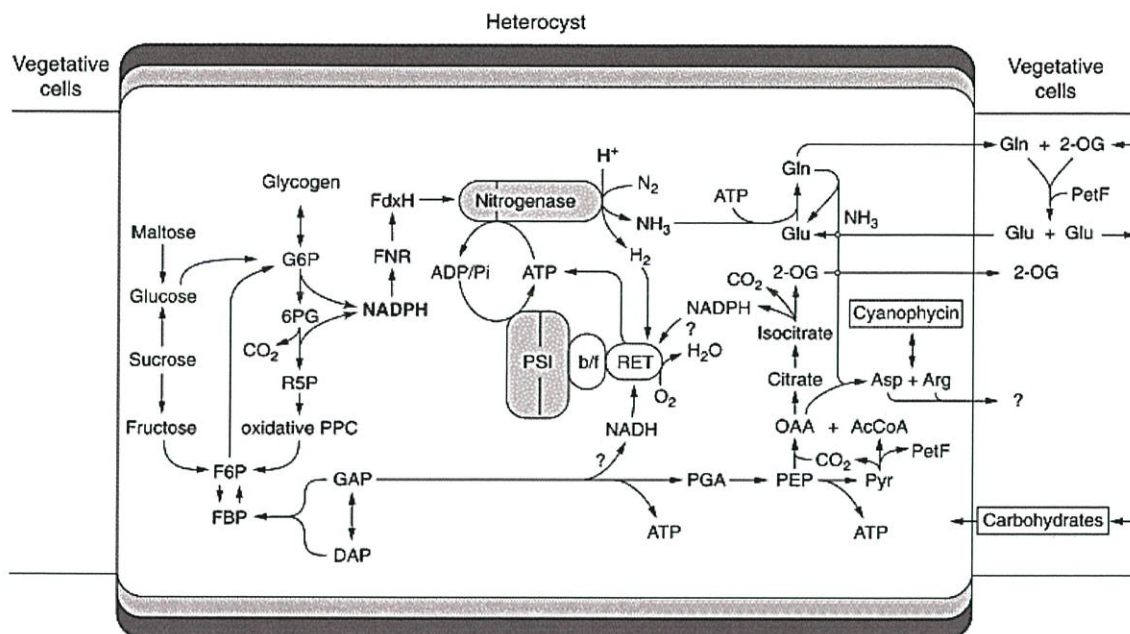 Heterocyst
Vegetative
cells
Vegetative
cells
Glycogen
Maltose
Glucose
Sucrose
Fructose
G6P
6PG
CO2
R5P
oxidative PPC
F6P
FBP
GAP
DAP
FdxH
FNR
NADPH
Nitrogenase
H+
N2
NH3
H2
ADP/Pi
ATP
PSI
b/f
RET
H2O
O2
NADPH
?
NADH
?
ATP
PGA
PEP
Pyr
ATP
CO2
PetF
OAA + AcCoA
Citrate
Isocitrate
CO2
2-OG
ATP
Gln
Glu
NH3
Gln + 2-OG
PetF
Glu + Glu
2-OG
Cyanophycin
Asp + Arg
?
Carbohydrates